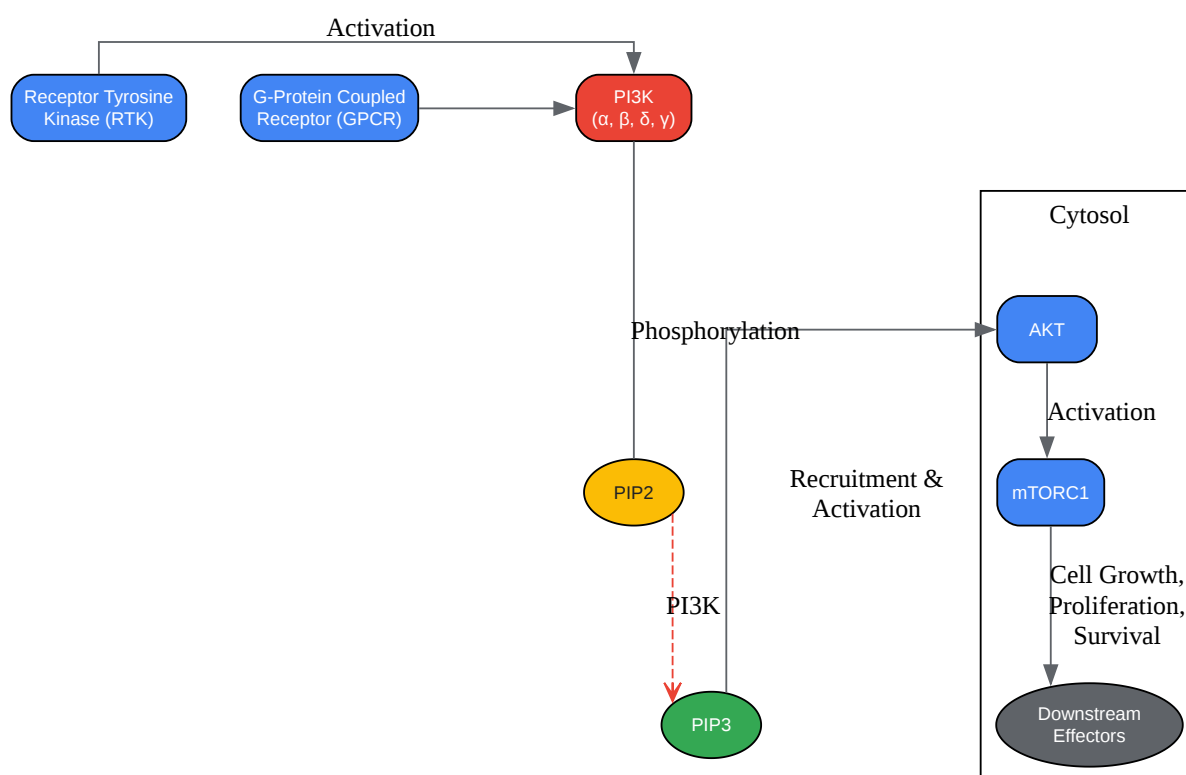 Activation
Receptor Tyrosine
Kinase (RTK)
G-Protein Coupled
Receptor (GPCR)
PI3K
(α, β, δ, γ)
Cytosol
Phosphorylation
AKT
Activation
Recruitment &
Activation
PIP2
mTORC1
PI3K
Cell Growth,
Proliferation,
Survival
PIP3
Downstream
Effectors